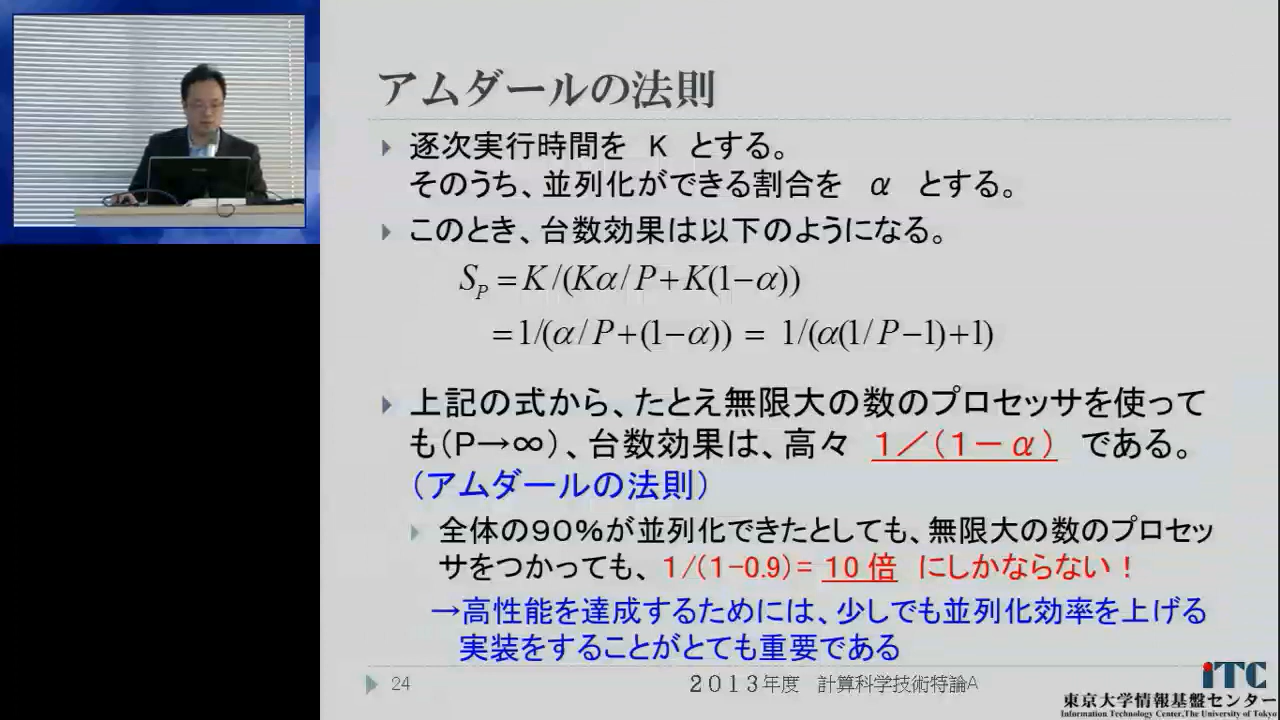 アムダールの法則
逐次実行時間を K とする。
そのうち、並列化ができる割合を α とする。
このとき、台数効果は以下のようになる。
S_P = K/(Kα/P+K(1−α))
=1/(α/P+(1−α)) = 1/(α(1/P−1)+1)
上記の式から、たとえ無限大の数のプロセッサを使って
も(P→∞)、台数効果は、高々 1/(1-α) である。
(アムダールの法則)
全体の90%が並列化できたとしても、無限大の数のプロセッ
サをつかっても、 1/(1-0.9)= 10 倍 にしかならない!
→高性能を達成するためには、少しでも並列化効率を上げる
実装をすることがとても重要である
24
2013年度 計算科学技術特論A
iTC
東京大学情報基盤センター
Information Technology Center,The University of Tokyo